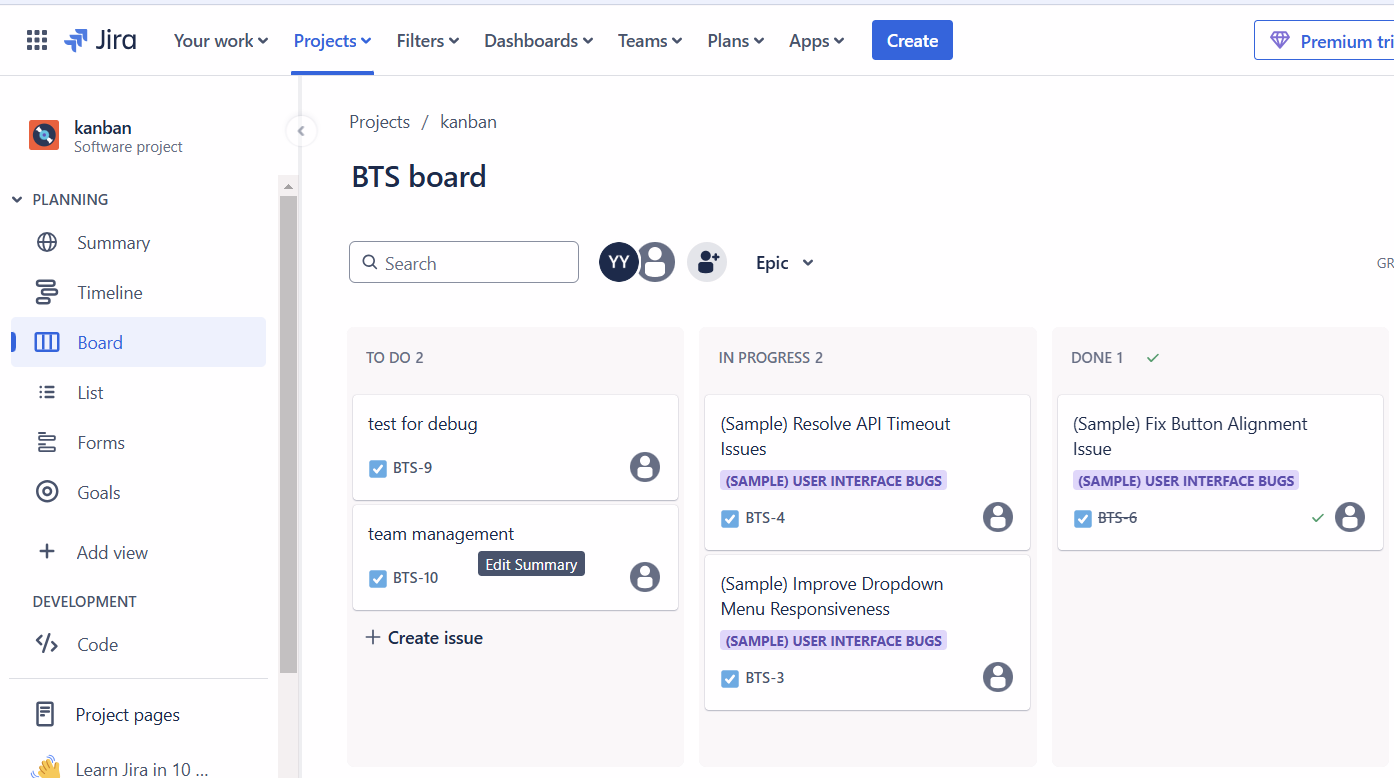 Jira Your work Projects Filters Dashboards Teams Plans Apps Create Premium tri
kanban
Software project
PLANNING
Summary
Timeline
Board
List
Forms
Goals
Add view
DEVELOPMENT
Code
Project pages
Learn Jira in 10 ...
Projects / kanban
BTS board
Search YY Epic GR
TO DO 2
test for debug
BTS-9
team management
Edit Summary
BTS-10
Create issue
IN PROGRESS 2
(Sample) Resolve API Timeout
Issues
(SAMPLE) USER INTERFACE BUGS
BTS-4
(Sample) Improve Dropdown
Menu Responsiveness
(SAMPLE) USER INTERFACE BUGS
BTS-3
DONE 1
(Sample) Fix Button Alignment
Issue
(SAMPLE) USER INTERFACE BUGS
BTS-6